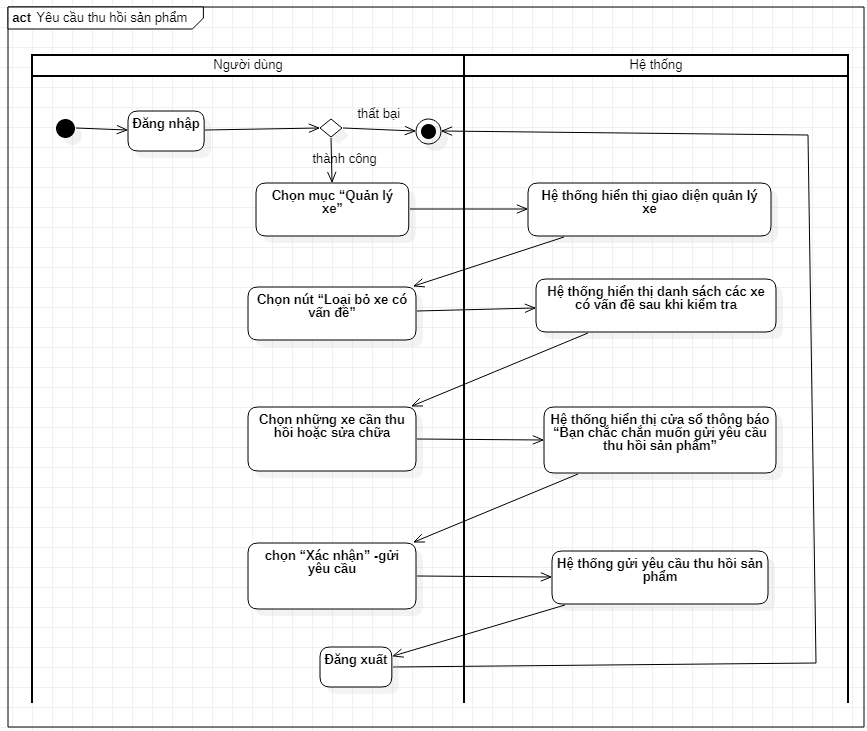 act Yêu cầu thu hồi sản phẩm
Người dùng
Hệ thống
Đăng nhập
thất bại
thành công
Chọn mục “Quản lý
xe”
Hệ thống hiển thị giao diện quản lý
xe
Chọn nút “Loại bỏ xe có
vấn đề”
Hệ thống hiển thị danh sách các xe
có vấn đề sau khi kiểm tra
Chọn những xe cần thu
hồi hoặc sửa chữa
Hệ thống hiển thị cửa sổ thông báo
“Bạn chắc chắn muốn gửi yêu cầu
thu hồi sản phẩm”
chọn “Xác nhận” -gửi
yêu cầu
Hệ thống gửi yêu cầu thu hồi sản
phẩm
Đăng xuất